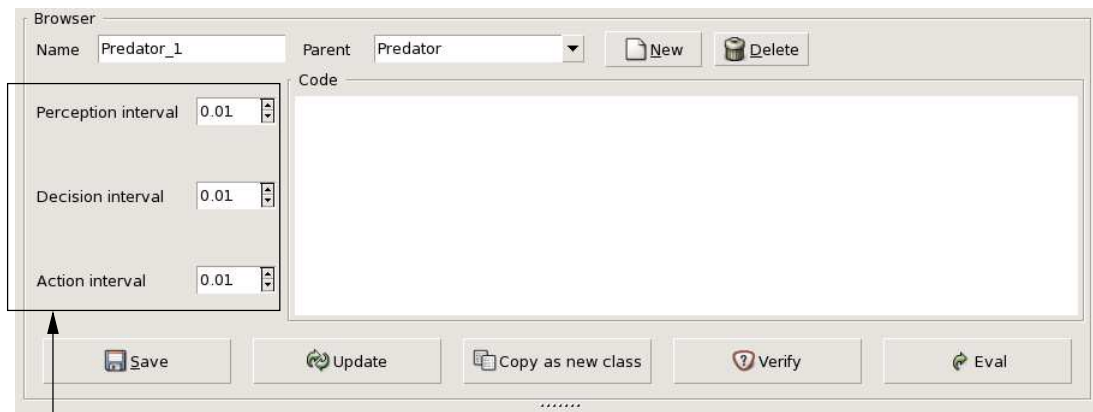 Browser
Name Predator_1 Parent Predator New Delete
Code
Perception interval 0.01
Decision interval 0.01
Action interval 0.01
Save Update Copy as new class Verify Eval